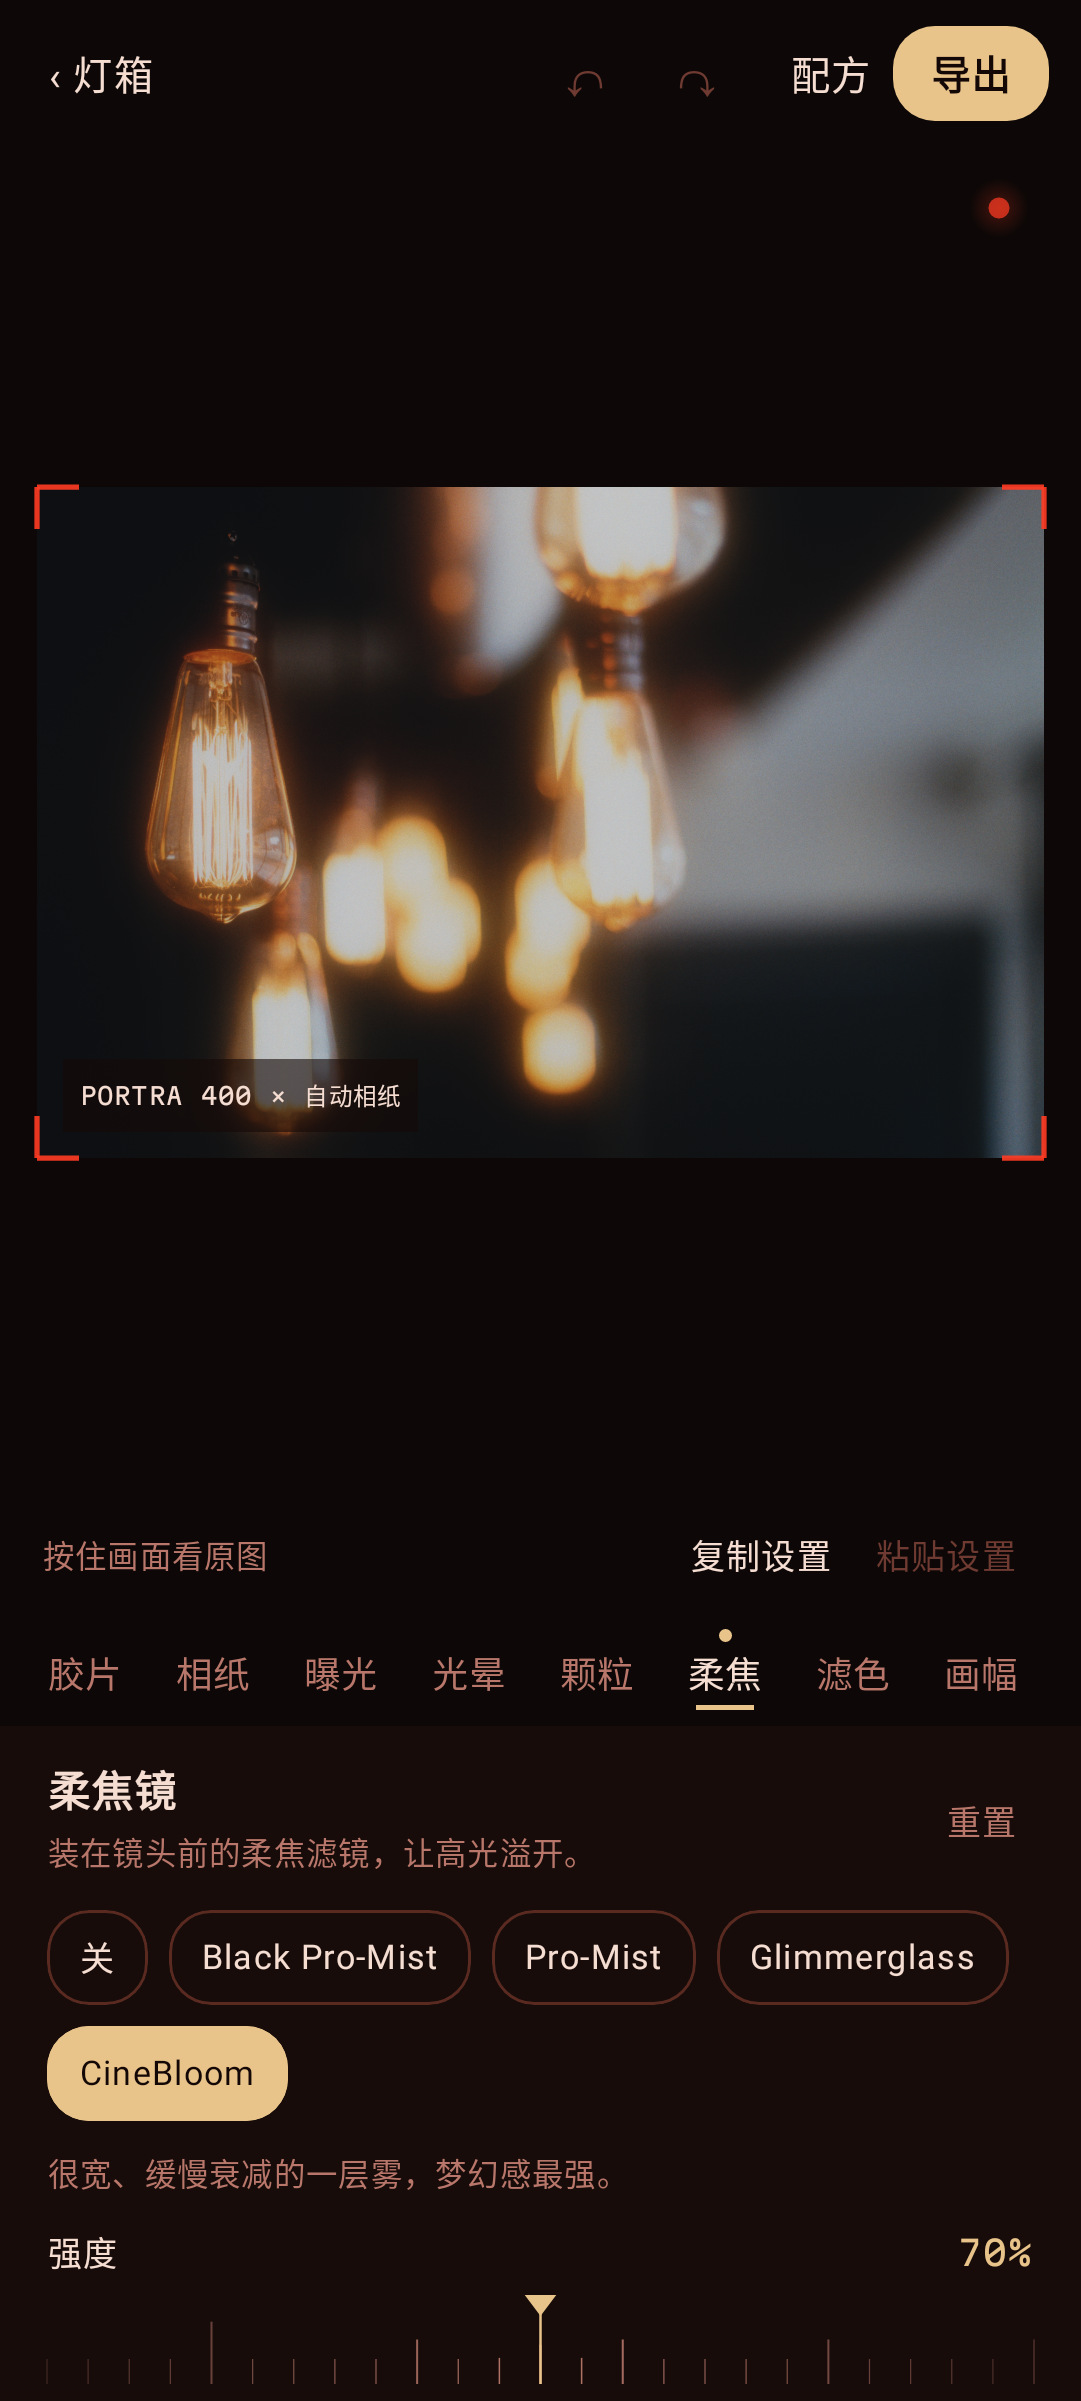 ‹ 灯箱
配方
导出
PORTRA 400 × 自动相纸
按住画面看原图
复制设置
粘贴设置
胶片 相纸 曝光 光晕 颗粒 柔焦 滤色 画幅
柔焦镜
重置
装在镜头前的柔焦滤镜，让高光溢开。
关
Black Pro-Mist
Pro-Mist
Glimmerglass
CineBloom
很宽、缓慢衰减的一层雾，梦幻感最强。
强度
70%